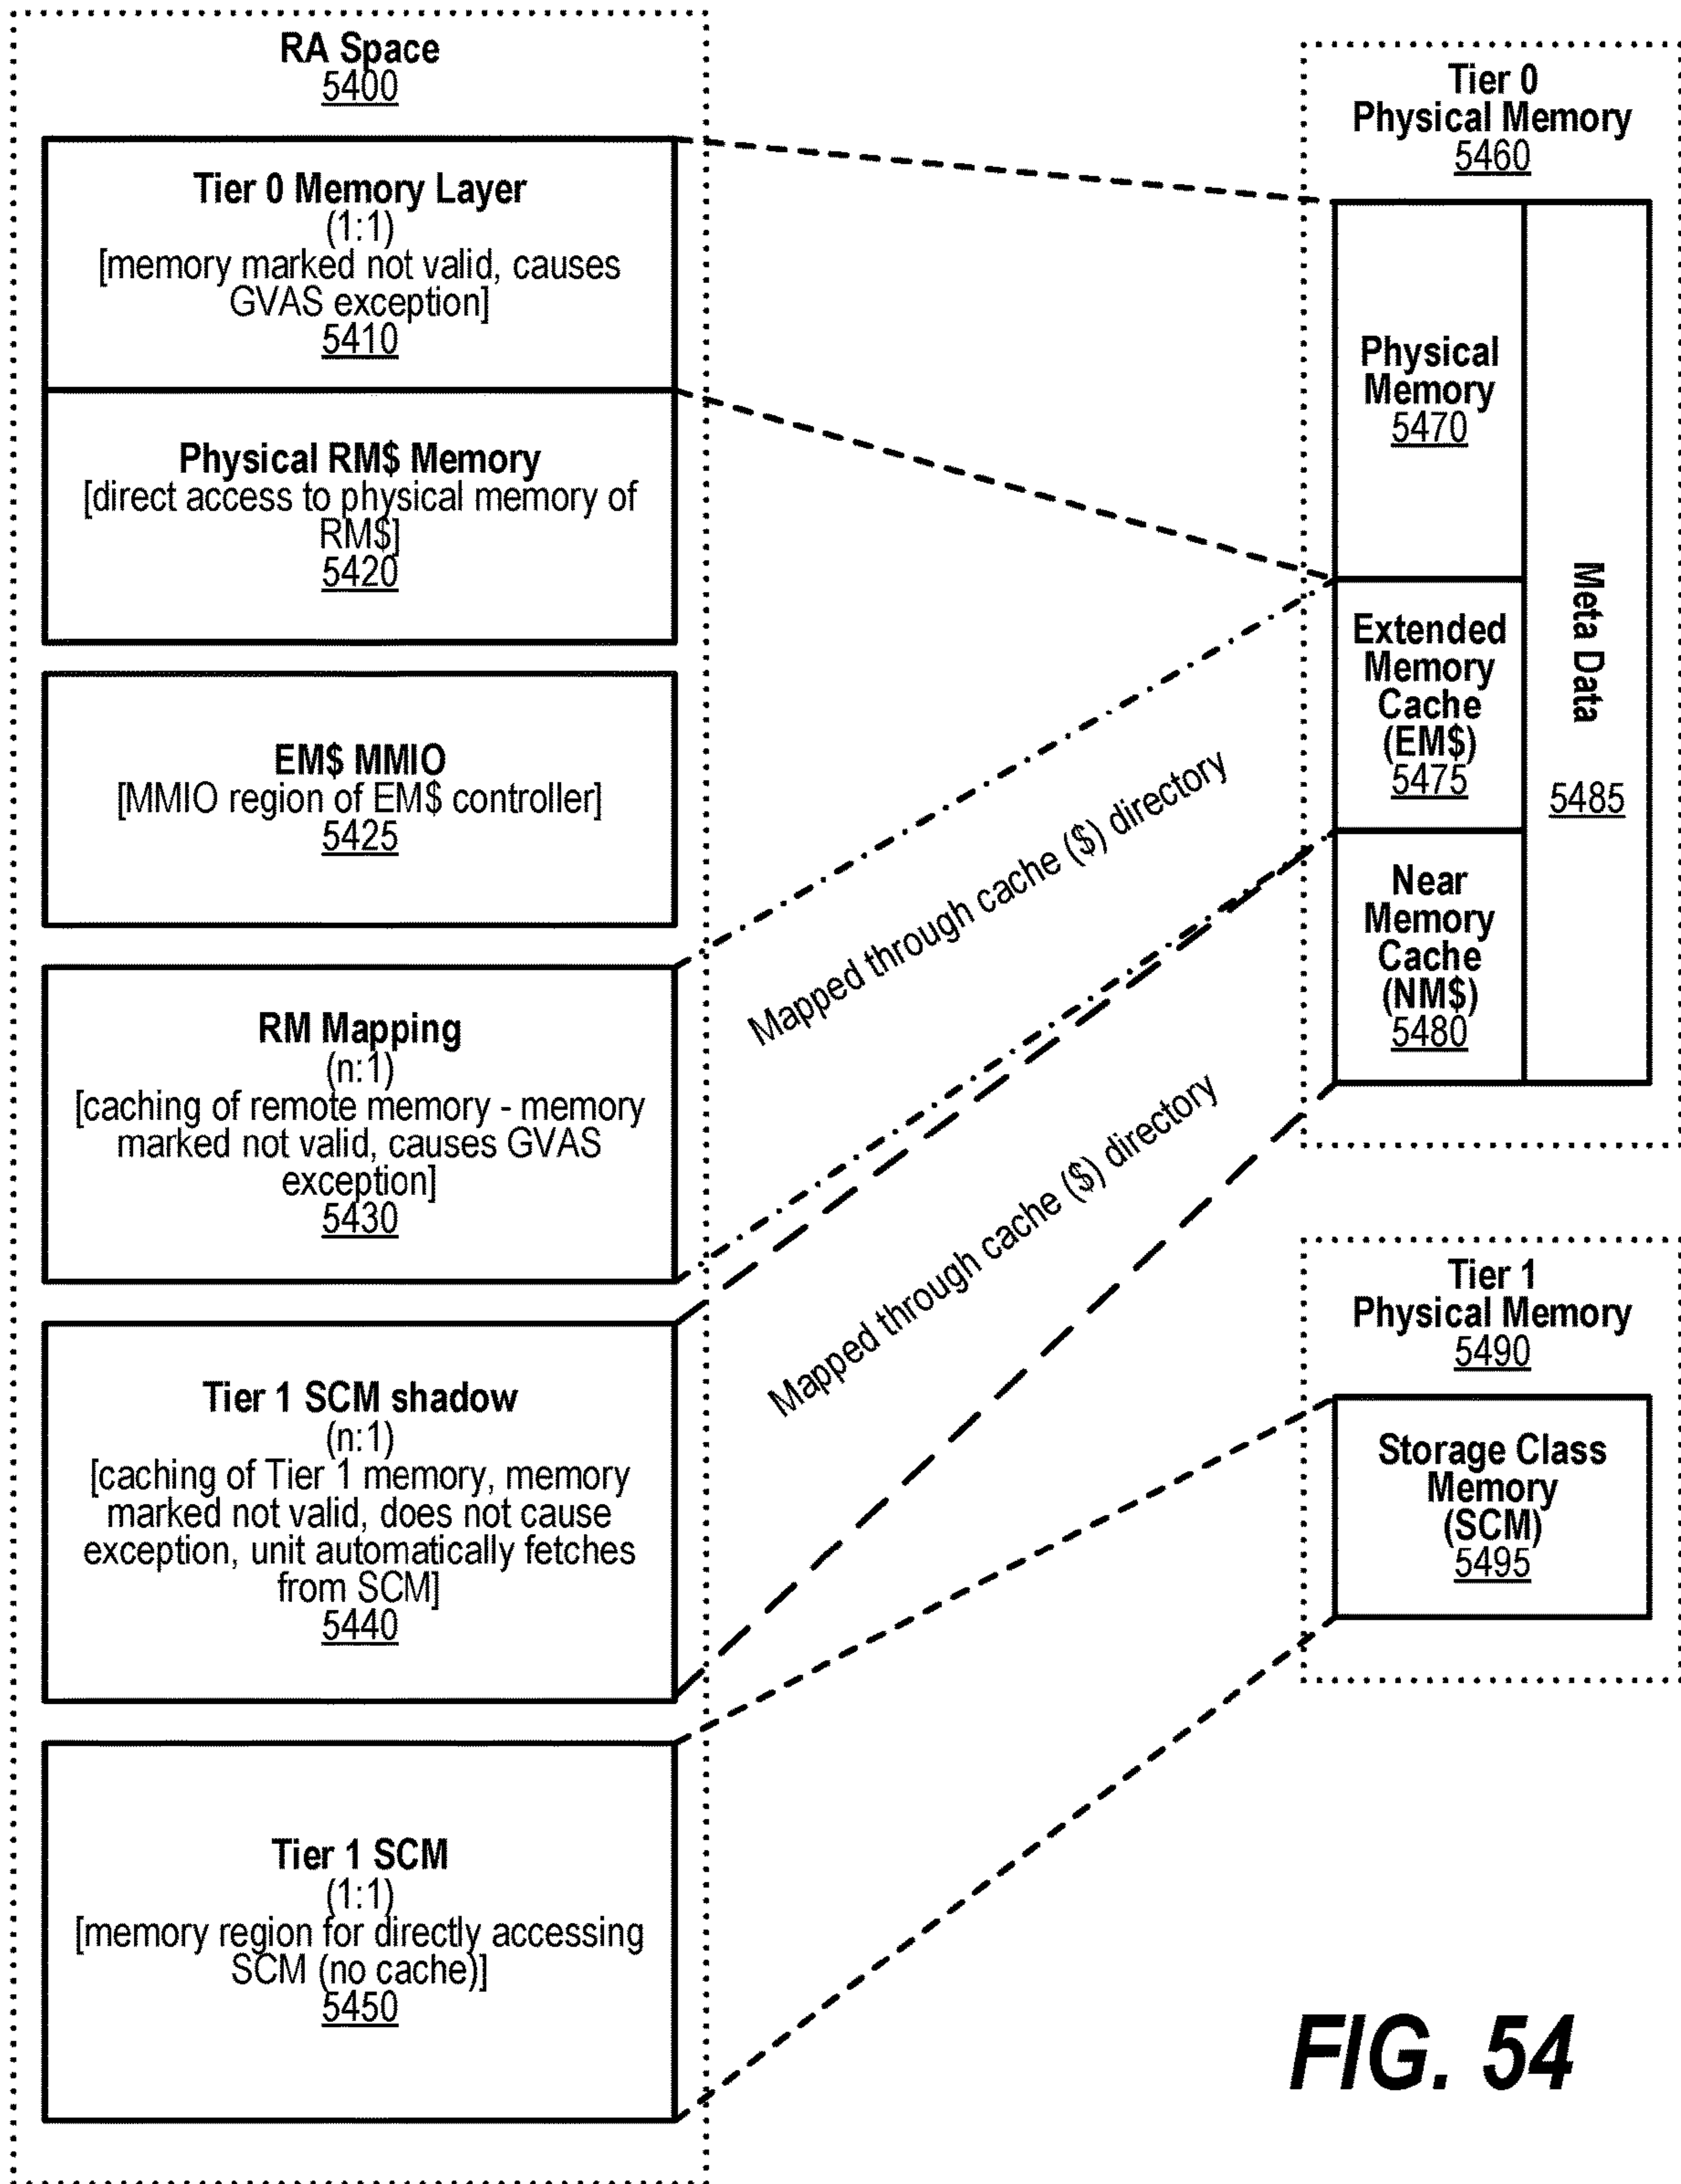 RA Space
5400
Tier 0 Memory Layer
(1:1)
[memory marked not valid, causes
GVAS exception]
5410
Physical RM$ Memory
[direct access to physical memory of
RM$]
5420
EM$ MMIO
[MMIO region of EM$ controller]
5425
RM Mapping
(n:1)
[caching of remote memory - memory
marked not valid, causes GVAS
exception]
5430
Tier 1 SCM shadow
(n:1)
[caching of Tier 1 memory, memory
marked not valid, does not cause
exception, unit automatically fetches
from SCM]
5440
Tier 1 SCM
(1:1)
[memory region for directly accessing
SCM (no cache)]
5450
Mapped through cache ($) directory
Mapped through cache ($) directory
Tier 0
Physical Memory
5460
Physical
Memory
5470
Extended
Memory
Cache
(EM$)
5475
Near
Memory
Cache
(NM$)
5480
Meta Data
5485
Tier 1
Physical Memory
5490
Storage Class
Memory
(SCM)
5495
FIG. 54